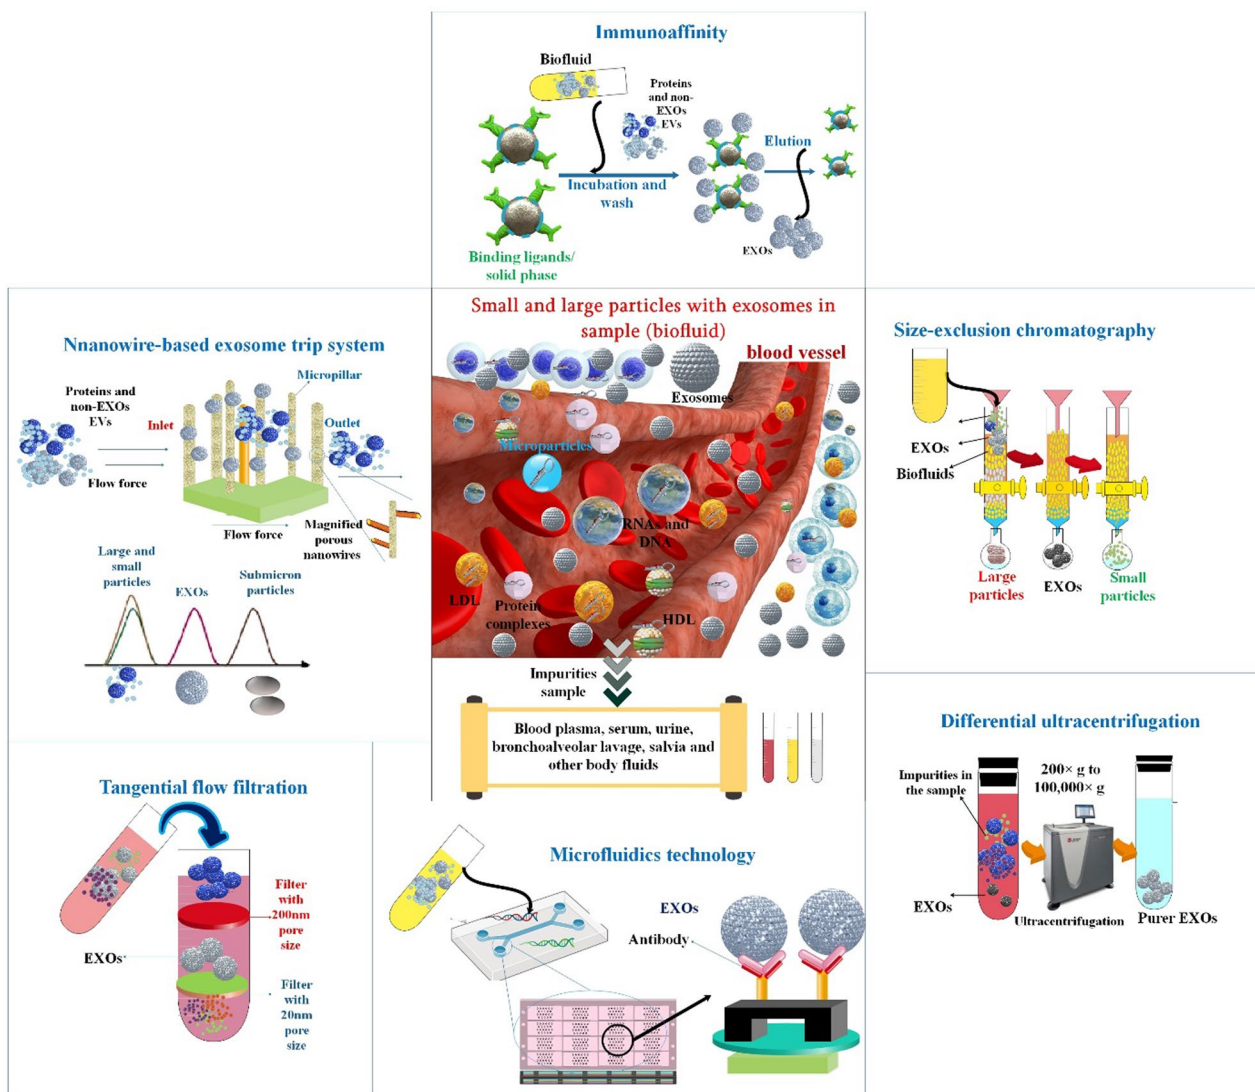 Immunoaffinity
Biofluid
Proteins
and non-
EXOs
EVs
Elution
Incubation and
wash
EXOs
Binding ligands/
solid phase
Nnanowire-based exosome trip system
Micropillar
Proteins and
non-EXOs
EVs
Inlet
Outlet
Flow force
Flow force
Magnified
porous
nanowires
Large and
small
particles
EXOs
Submicron
particles
Small and large particles with exosomes in
sample (biofluid)
blood vessel
Exosomes
Microparticles
RNAs and
DNA
LDL
Protein
complexes
HDL
Impurities
sample
Blood plasma, serum, urine,
bronchoalveolar lavage, salvia and
other body fluids
Size-exclusion chromatography
EXOs
Biofluids
Large
particles
EXOs
Small
particles
Tangential flow filtration
Filter with
200nm
pore
size
EXOs
Filter
with
20nm
pore
size
Microfluidics technology
EXOs
Antibody
Differential ultracentrifugation
Impurities in
the sample
200× g to
100,000× g
EXOs
Ultracentrifugation
Purer EXOs